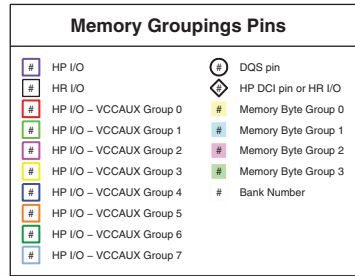 Memory Groupings Pins
# HP I/O
# HR I/O
# HP I/O – VCCAUX Group 0
# HP I/O – VCCAUX Group 1
# HP I/O – VCCAUX Group 2
# HP I/O – VCCAUX Group 3
# HP I/O – VCCAUX Group 4
# HP I/O – VCCAUX Group 5
# HP I/O – VCCAUX Group 6
# HP I/O – VCCAUX Group 7
# DQS pin
# HP DCI pin or HR I/O
# Memory Byte Group 0
# Memory Byte Group 1
# Memory Byte Group 2
# Memory Byte Group 3
# Bank Number